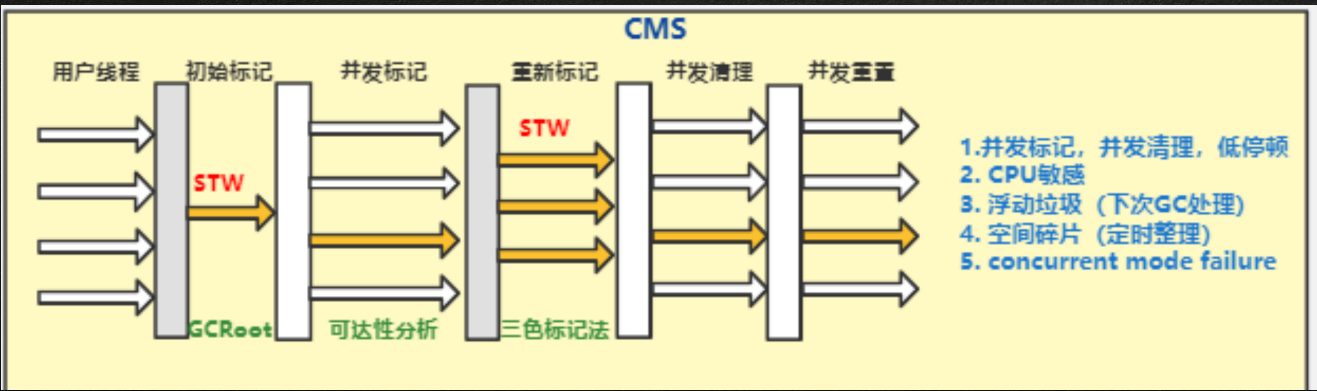 CMS
用户线程
初始标记
并发标记
重新标记
并发清理
并发重置
STW
STW
GCRoot
可达性分析
三色标记法
1.并发标记，并发清理，低停顿
2. CPU敏感
3. 浮动垃圾（下次GC处理）
4. 空间碎片（定时整理）
5. concurrent mode failure